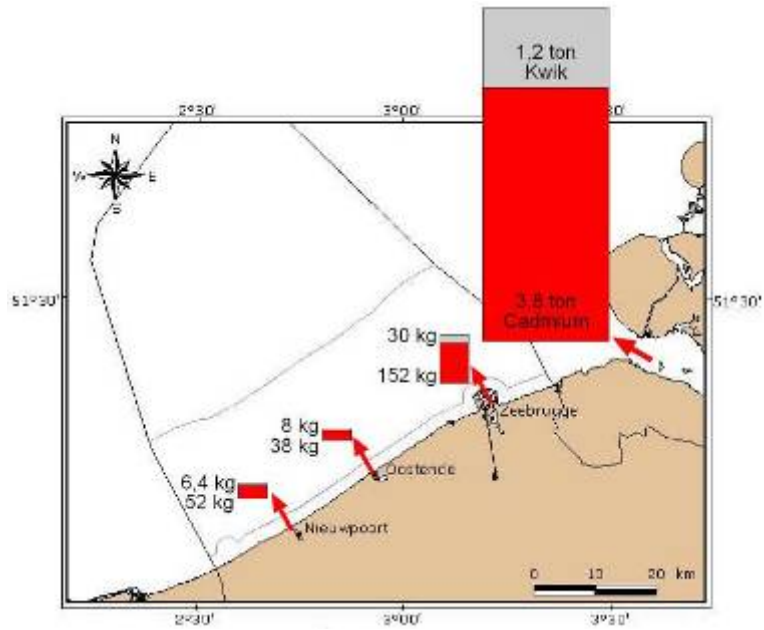 1,2 ton
Kwik
2°30'
3°00'
3°30'
N
W
E
S
51°30'
3,8 ton
Cadmium
51°30'
30 kg
152 kg
Zeebrugge
8 kg
38 kg
Oostende
6,4 kg
52 kg
Nieuwpoort
0 10 20 km
2°30'
3°00'
3°30'